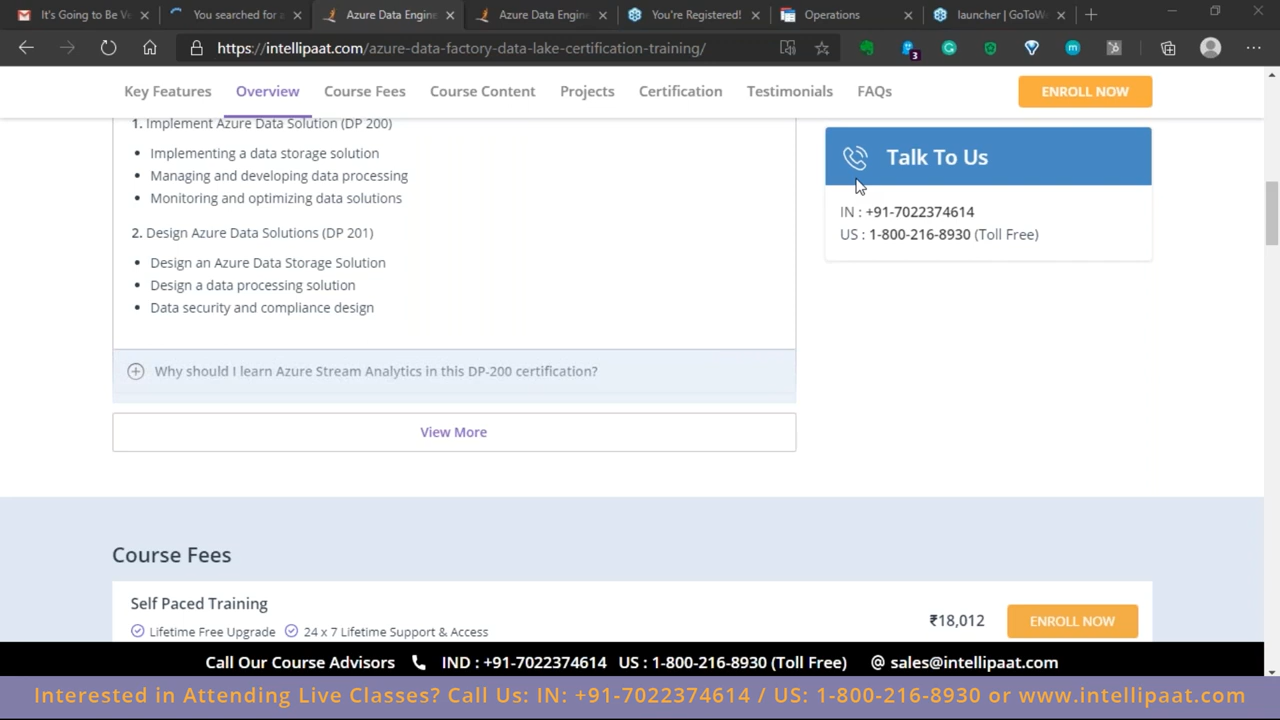 It's Going to Be Ve
You searched for a
Azure Data Engine
Azure Data Engine
You're Registered!
Operations
launcher | GoToWe
https://intellipaat.com/azure-data-factory-data-lake-certification-training/
3
Key Features
Overview
Course Fees
Course Content
Projects
Certification
Testimonials
FAQs
ENROLL NOW
1. Implement Azure Data Solution (DP 200)
• Implementing a data storage solution
• Managing and developing data processing
• Monitoring and optimizing data solutions
2. Design Azure Data Solutions (DP 201)
• Design an Azure Data Storage Solution
• Design a data processing solution
• Data security and compliance design
Why should I learn Azure Stream Analytics in this DP-200 certification?
View More
Talk To Us
IN : +91-7022374614
US : 1-800-216-8930 (Toll Free)
Course Fees
Self Paced Training
Lifetime Free Upgrade
24 x 7 Lifetime Support & Access
₹18,012
ENROLL NOW
Call Our Course Advisors IND : +91-7022374614 US : 1-800-216-8930 (Toll Free) @ sales@intellipaat.com
Interested in Attending Live Classes? Call Us: IN: +91-7022374614 / US: 1-800-216-8930 or www.intellipaat.com